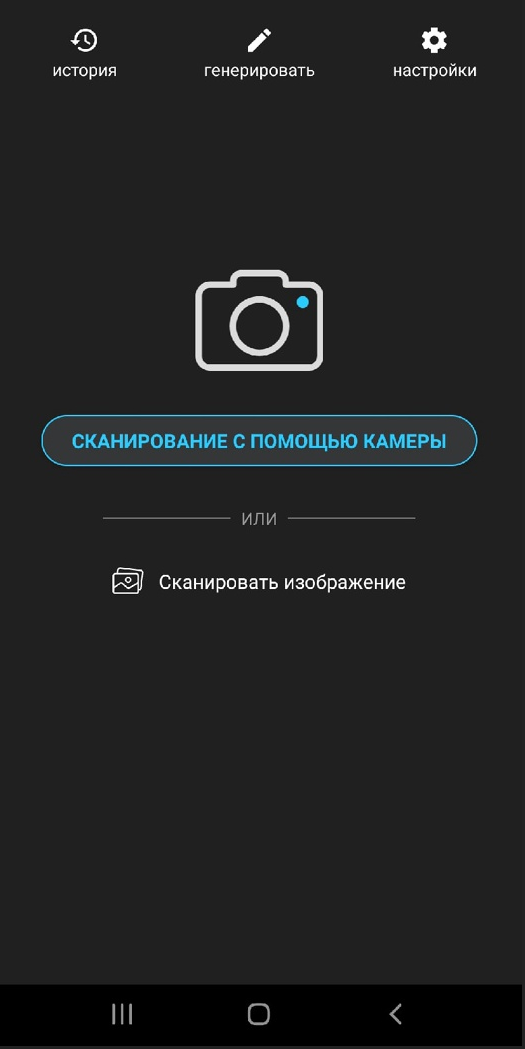 история
генерировать
настройки
СКАНИРОВАНИЕ С ПОМОЩЬЮ КАМЕРЫ
ИЛИ
Сканировать изображение